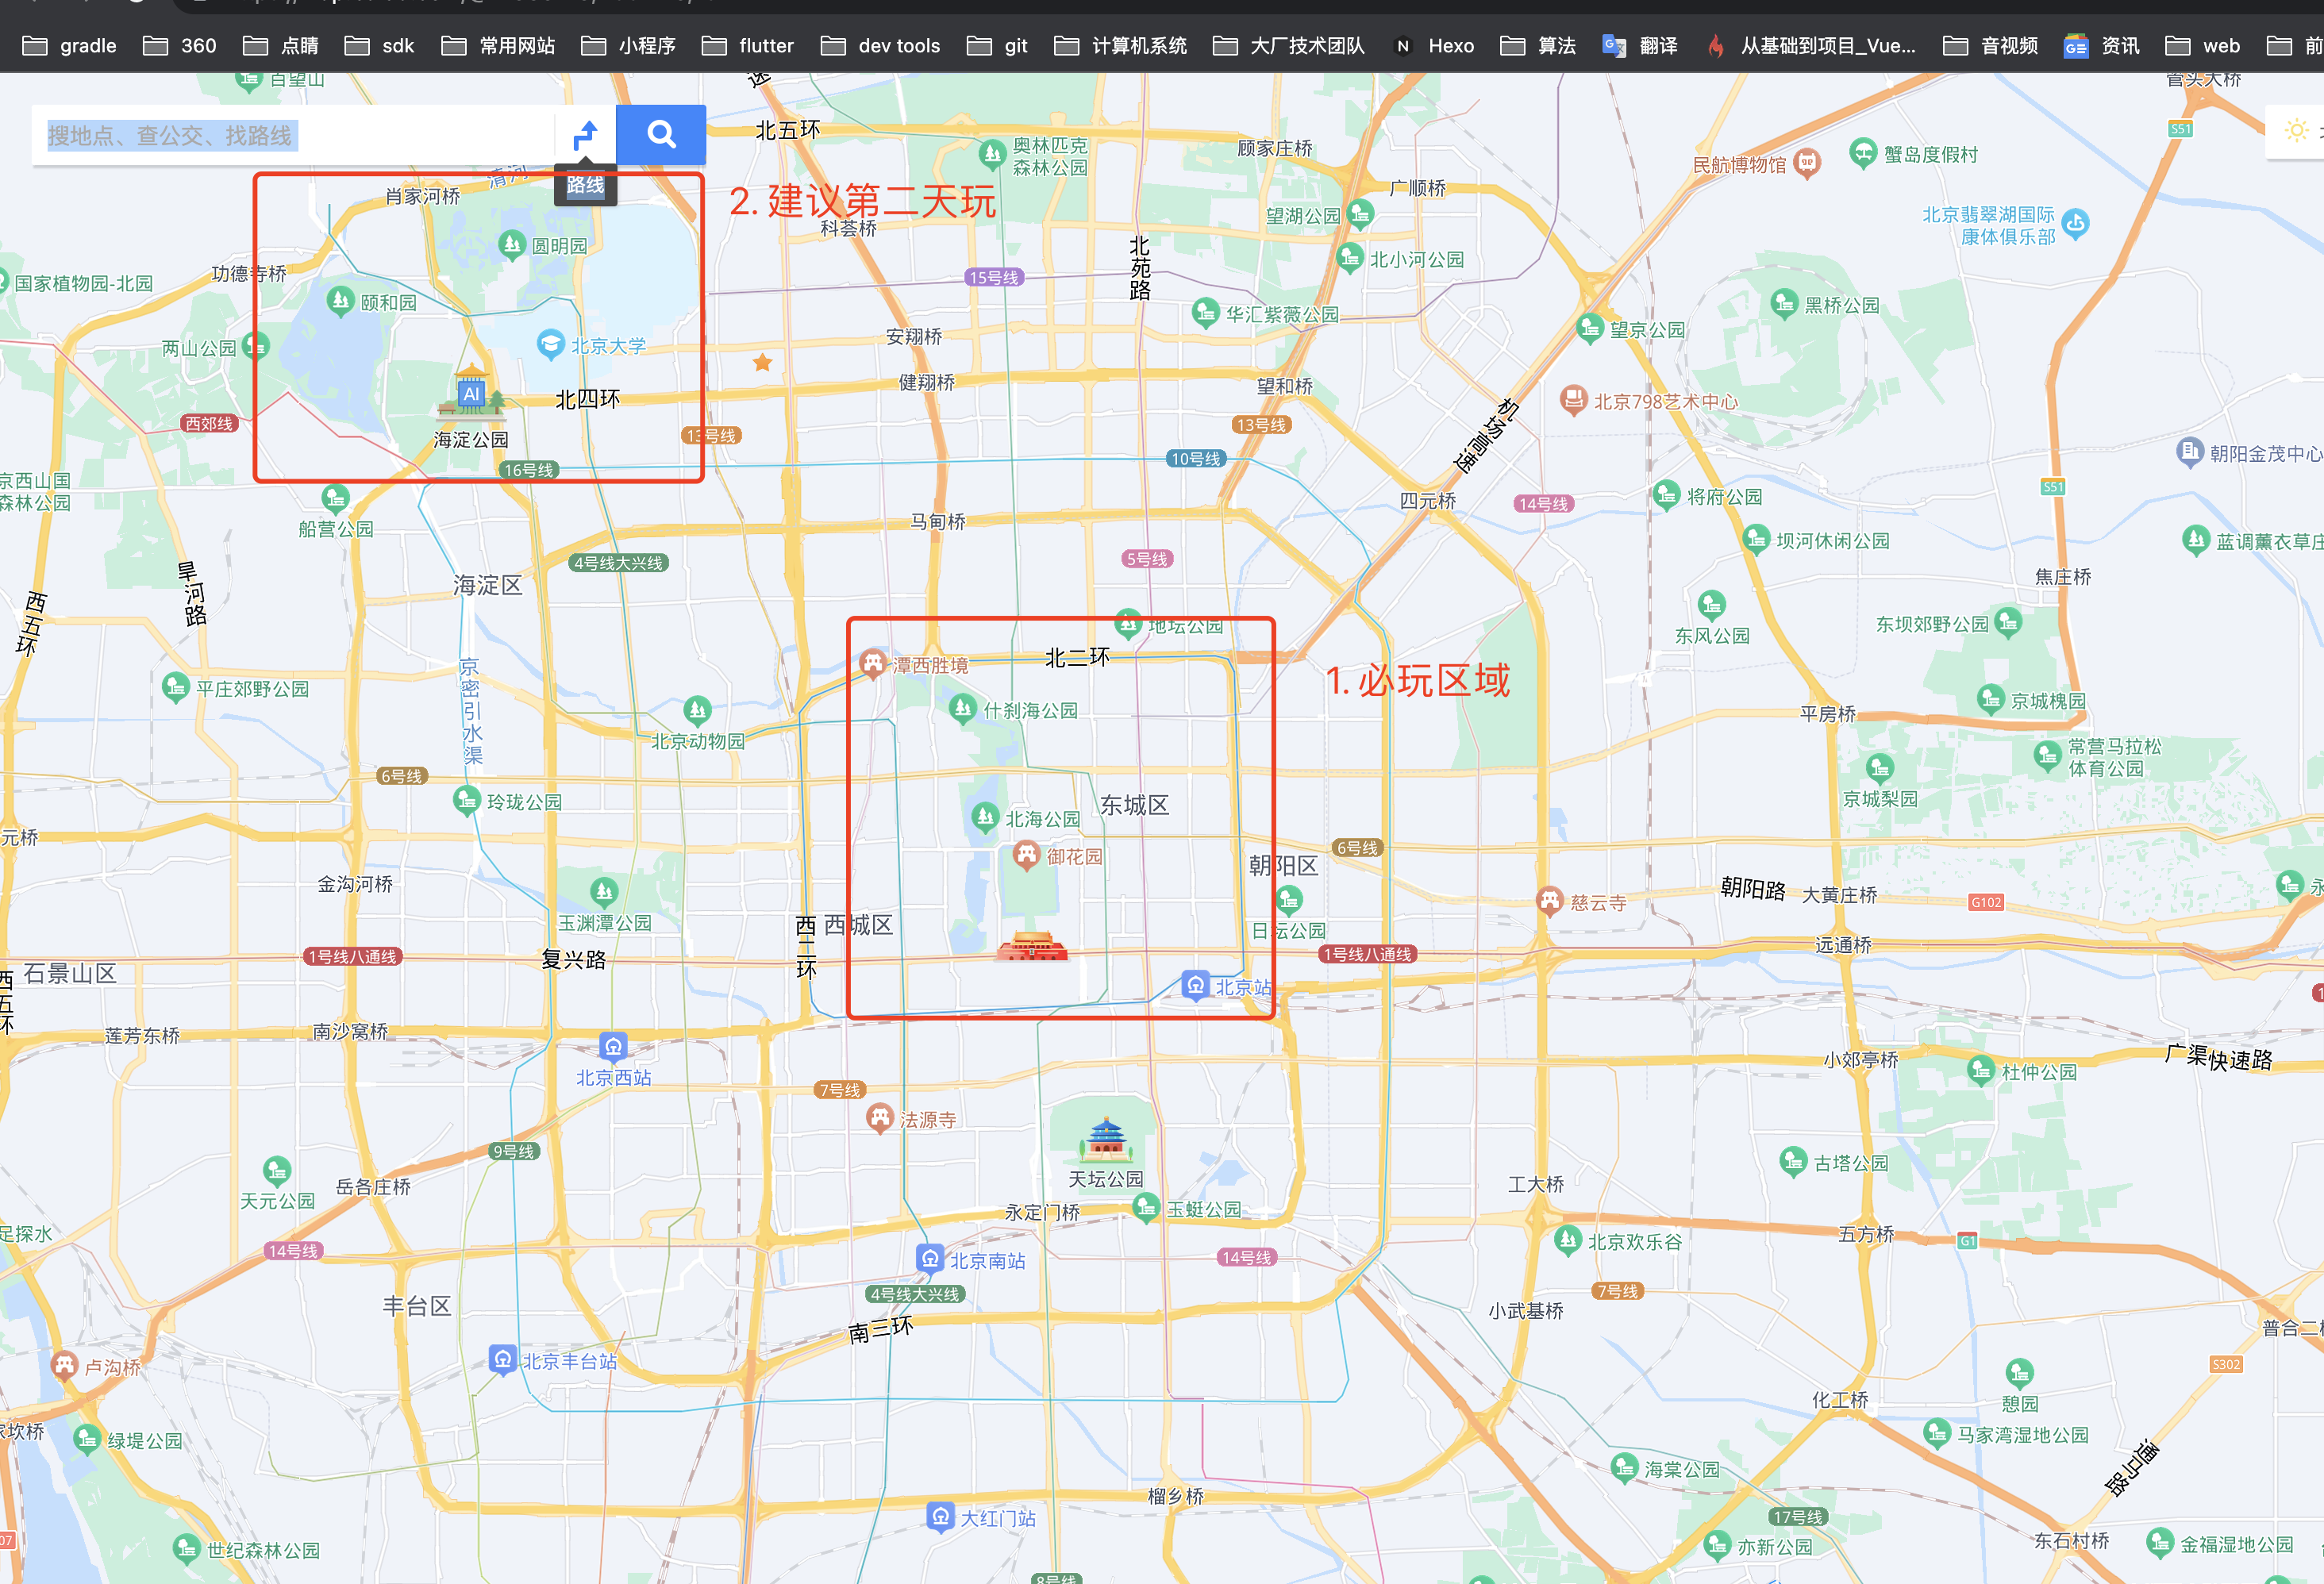 gradle 360 点睛 sdk 常用网站 小程序 flutter dev tools git 计算机系统 大厂技术团队 Hexo 算法 翻译 从基础到项目_Vue... 音视频 资讯 web 前
百望山
管头大桥
搜地点、查公交、找路线
路线
北五环
奥林匹克
森林公园
顾家庄桥
S51
民航博物馆
蟹岛度假村
清河
肖家河桥
2. 建议第二天玩
广顺桥
望湖公园
北京翡翠湖国际
康体俱乐部
科荟桥
圆明园
北苑路
北小河公园
功德寺桥
国家植物园-北园
15号线
颐和园
华汇紫薇公园
黑桥公园
望京公园
两山公园
北京大学
安翔桥
AI
健翔桥
望和桥
北四环
北京798艺术中心
机场高速
西郊线
海淀公园
13号线
13号线
16号线
10号线
朝阳金茂中心
京西山国
森林公园
S51
船营公园
四元桥
14号线
将府公园
马甸桥
坝河休闲公园
蓝调薰衣草庄
4号线大兴线
5号线
旱河路
海淀区
焦庄桥
西五环
地坛公园
东风公园
东坝郊野公园
北二环
潭西胜境
1. 必玩区域
京密引水渠
平庄郊野公园
什刹海公园
京城槐园
北京动物园
平房桥
常营马拉松
体育公园
6号线
玲珑公园
东城区
京城梨园
北海公园
元桥
6号线
御花园
朝阳区
金沟河桥
朝阳路
大黄庄桥
永
玉渊潭公园
慈云寺
G102
西二环
西城区
日坛公园
1号线八通线
复兴路
1号线八通线
远通桥
石景山区
西五环
北京站
1
莲芳东桥
南沙窝桥
北京西站
小郊亭桥
广渠快速路
杜仲公园
7号线
法源寺
9号线
天坛公园
古塔公园
天元公园
岳各庄桥
工大桥
永定门桥
玉蜓公园
足探水
14号线
北京南站
14号线
北京欢乐谷
五方桥
G1
4号线大兴线
7号线
丰台区
小武基桥
南三环
普合二桥
卢沟桥
北京丰台站
S302
化工桥
憩园
坎桥
绿堤公园
马家湾湿地公园
海棠公园
通马路
榴乡桥
大红门站
17号线
07
世纪森林公园
亦新公园
东石村桥
金福湿地公园
8号线